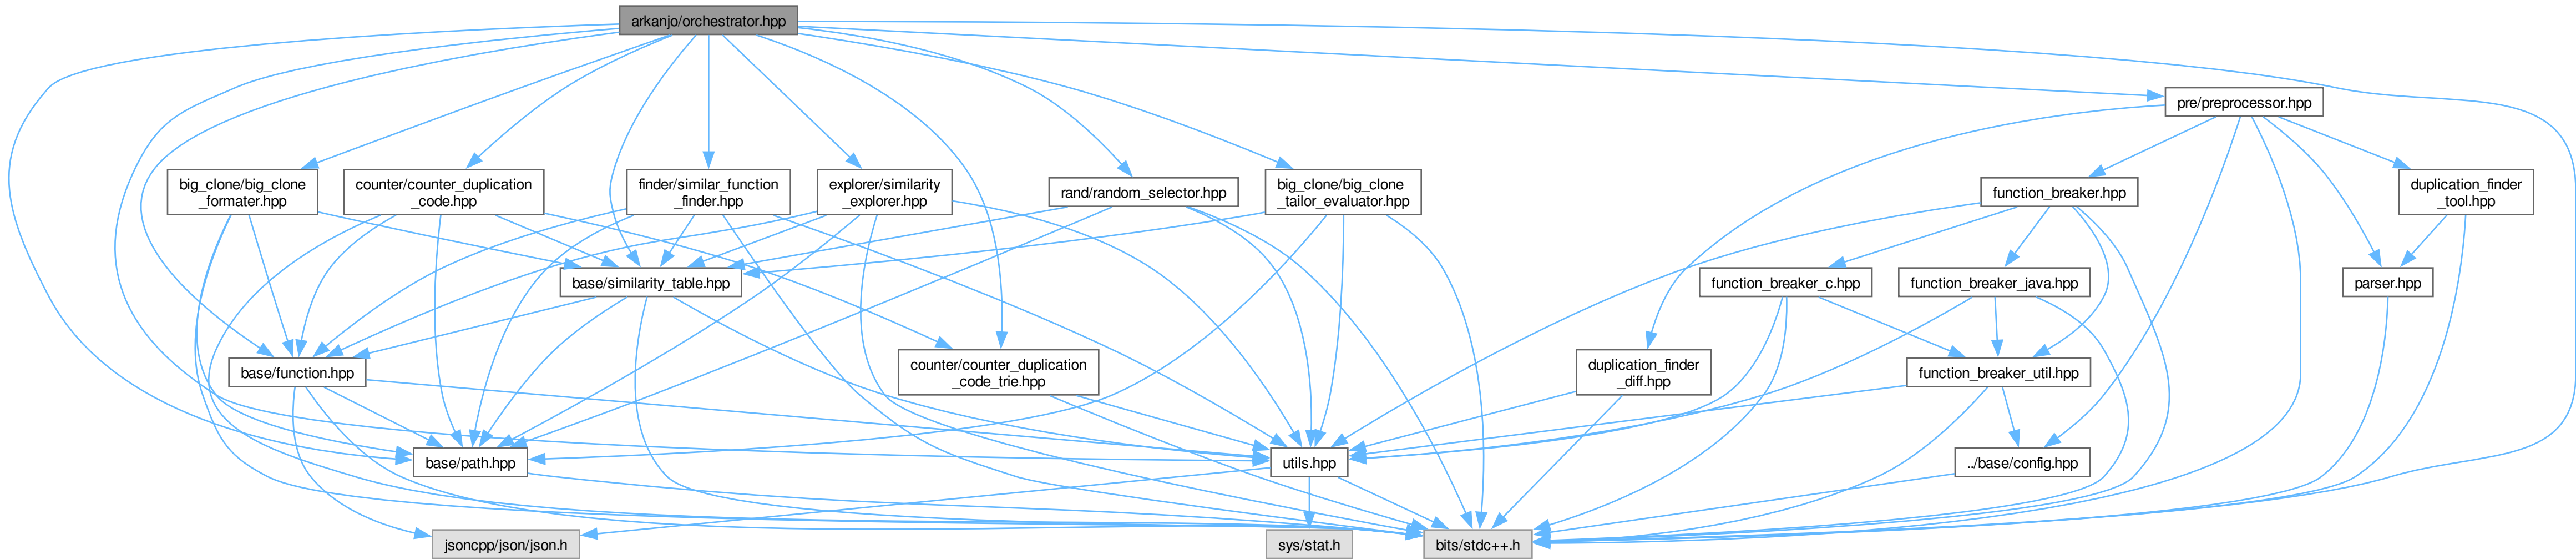 arkanjo/orchestrator.hpp
pre/preprocessor.hpp
big_clone/big_clone
_formater.hpp
counter/counter_duplication
_code.hpp
finder/similar_function
_finder.hpp
explorer/similarity
_explorer.hpp
rand/random_selector.hpp
big_clone/big_clone
_tailor_evaluator.hpp
function_breaker.hpp
duplication_finder
_tool.hpp
base/similarity_table.hpp
function_breaker_c.hpp
function_breaker_java.hpp
parser.hpp
base/function.hpp
counter/counter_duplication
_code_trie.hpp
duplication_finder
_diff.hpp
function_breaker_util.hpp
base/path.hpp
utils.hpp
../base/config.hpp
jsoncpp/json/json.h
sys/stat.h
bits/stdc++.h